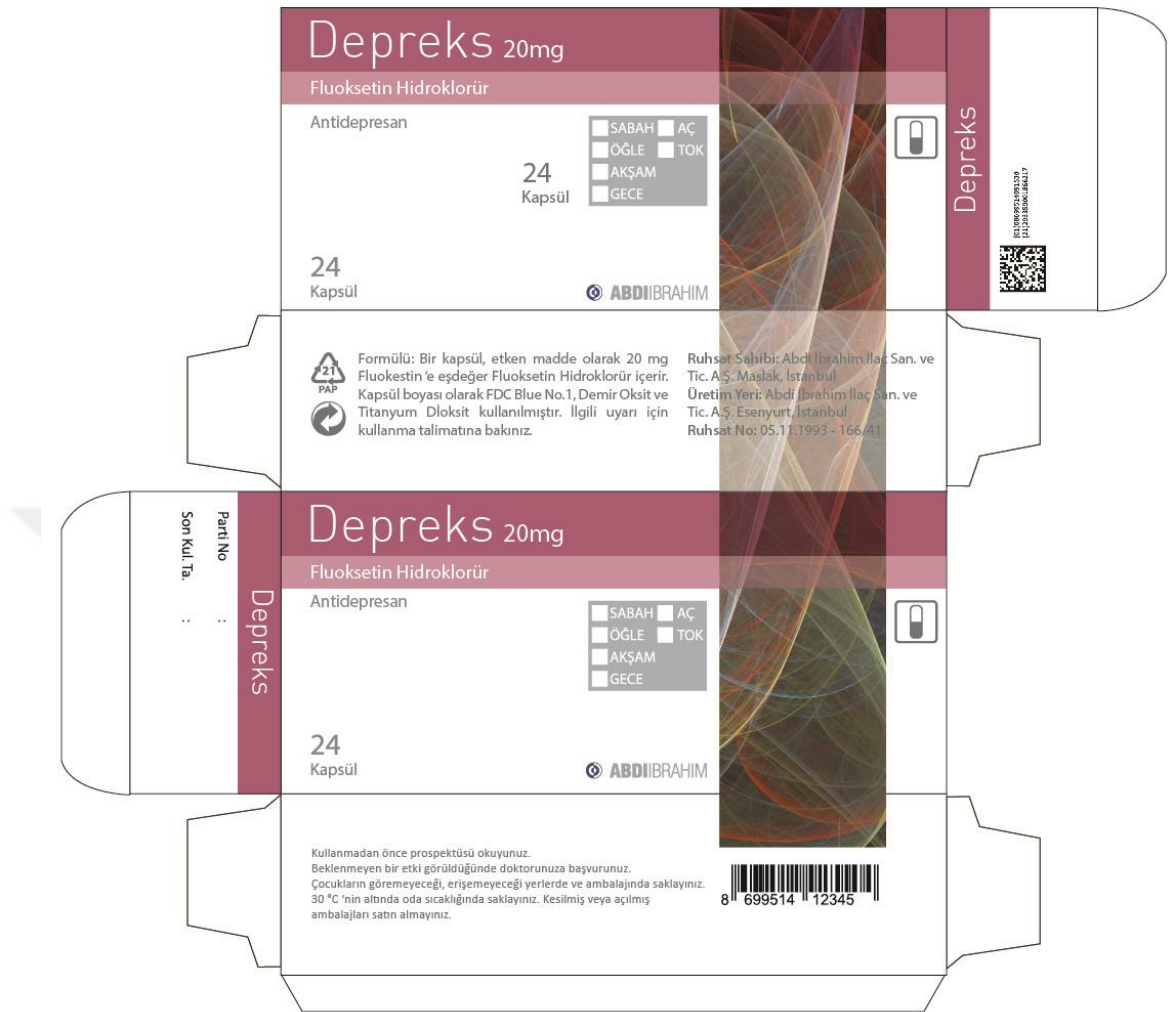 Depreks 20mg
Fluoksetin Hidroklorür
Antidepresan
SABAH AÇ
ÖĞLE TOK
AKŞAM
GECE
24
Kapsül
24
Kapsül
ABDIIBRAHIM
Depreks
21
PAP
Formülü: Bir kapsül, etken madde olarak 20 mg
Fluokestin 'e eşdeğer Fluoksetin Hidroklorür içerir.
Kapsül boyası olarak FDC Blue No.1, Demir Oksit ve
Titanyum Dloksit kullanılmıştır. İlgili uyarı için
kullanma talimatına bakınız.
Ruhsat Sahibi: Abdi İbrahim İlaç San. ve
Tic. A.Ş. Maslak, İstanbul
Üretim Yeri: Abdi İbrahim İlaç San. ve
Tic. A.Ş. Esenyurt, İstanbul
Ruhsat No: 05.11.1993 - 166/41
Parti No :
Son Kul. Ta. :
Depreks
Depreks 20mg
Fluoksetin Hidroklorür
Antidepresan
SABAH AÇ
ÖĞLE TOK
AKŞAM
GECE
24
Kapsül
ABDIIBRAHIM
Kullanmadan önce prospektüsü okuyunuz.
Beklenmeyen bir etki görüldüğünde doktorunuza başvurunuz.
Çocukların göremeyeceği, erişemeyeceği yerlerde ve ambalajında saklayınız.
30 °C 'nin altında oda sıcaklığında saklayınız. Kesilmiş veya açılmış
ambalajları satın almayınız.
8 699514 12345